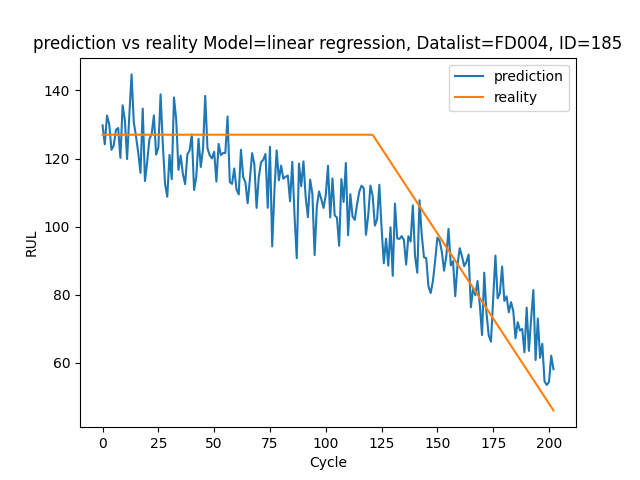 prediction vs reality Model=linear regression, Datalist=FD004, ID=185
prediction
reality
140
120
100
80
60
RUL
0 25 50 75 100 125 150 175 200
Cycle